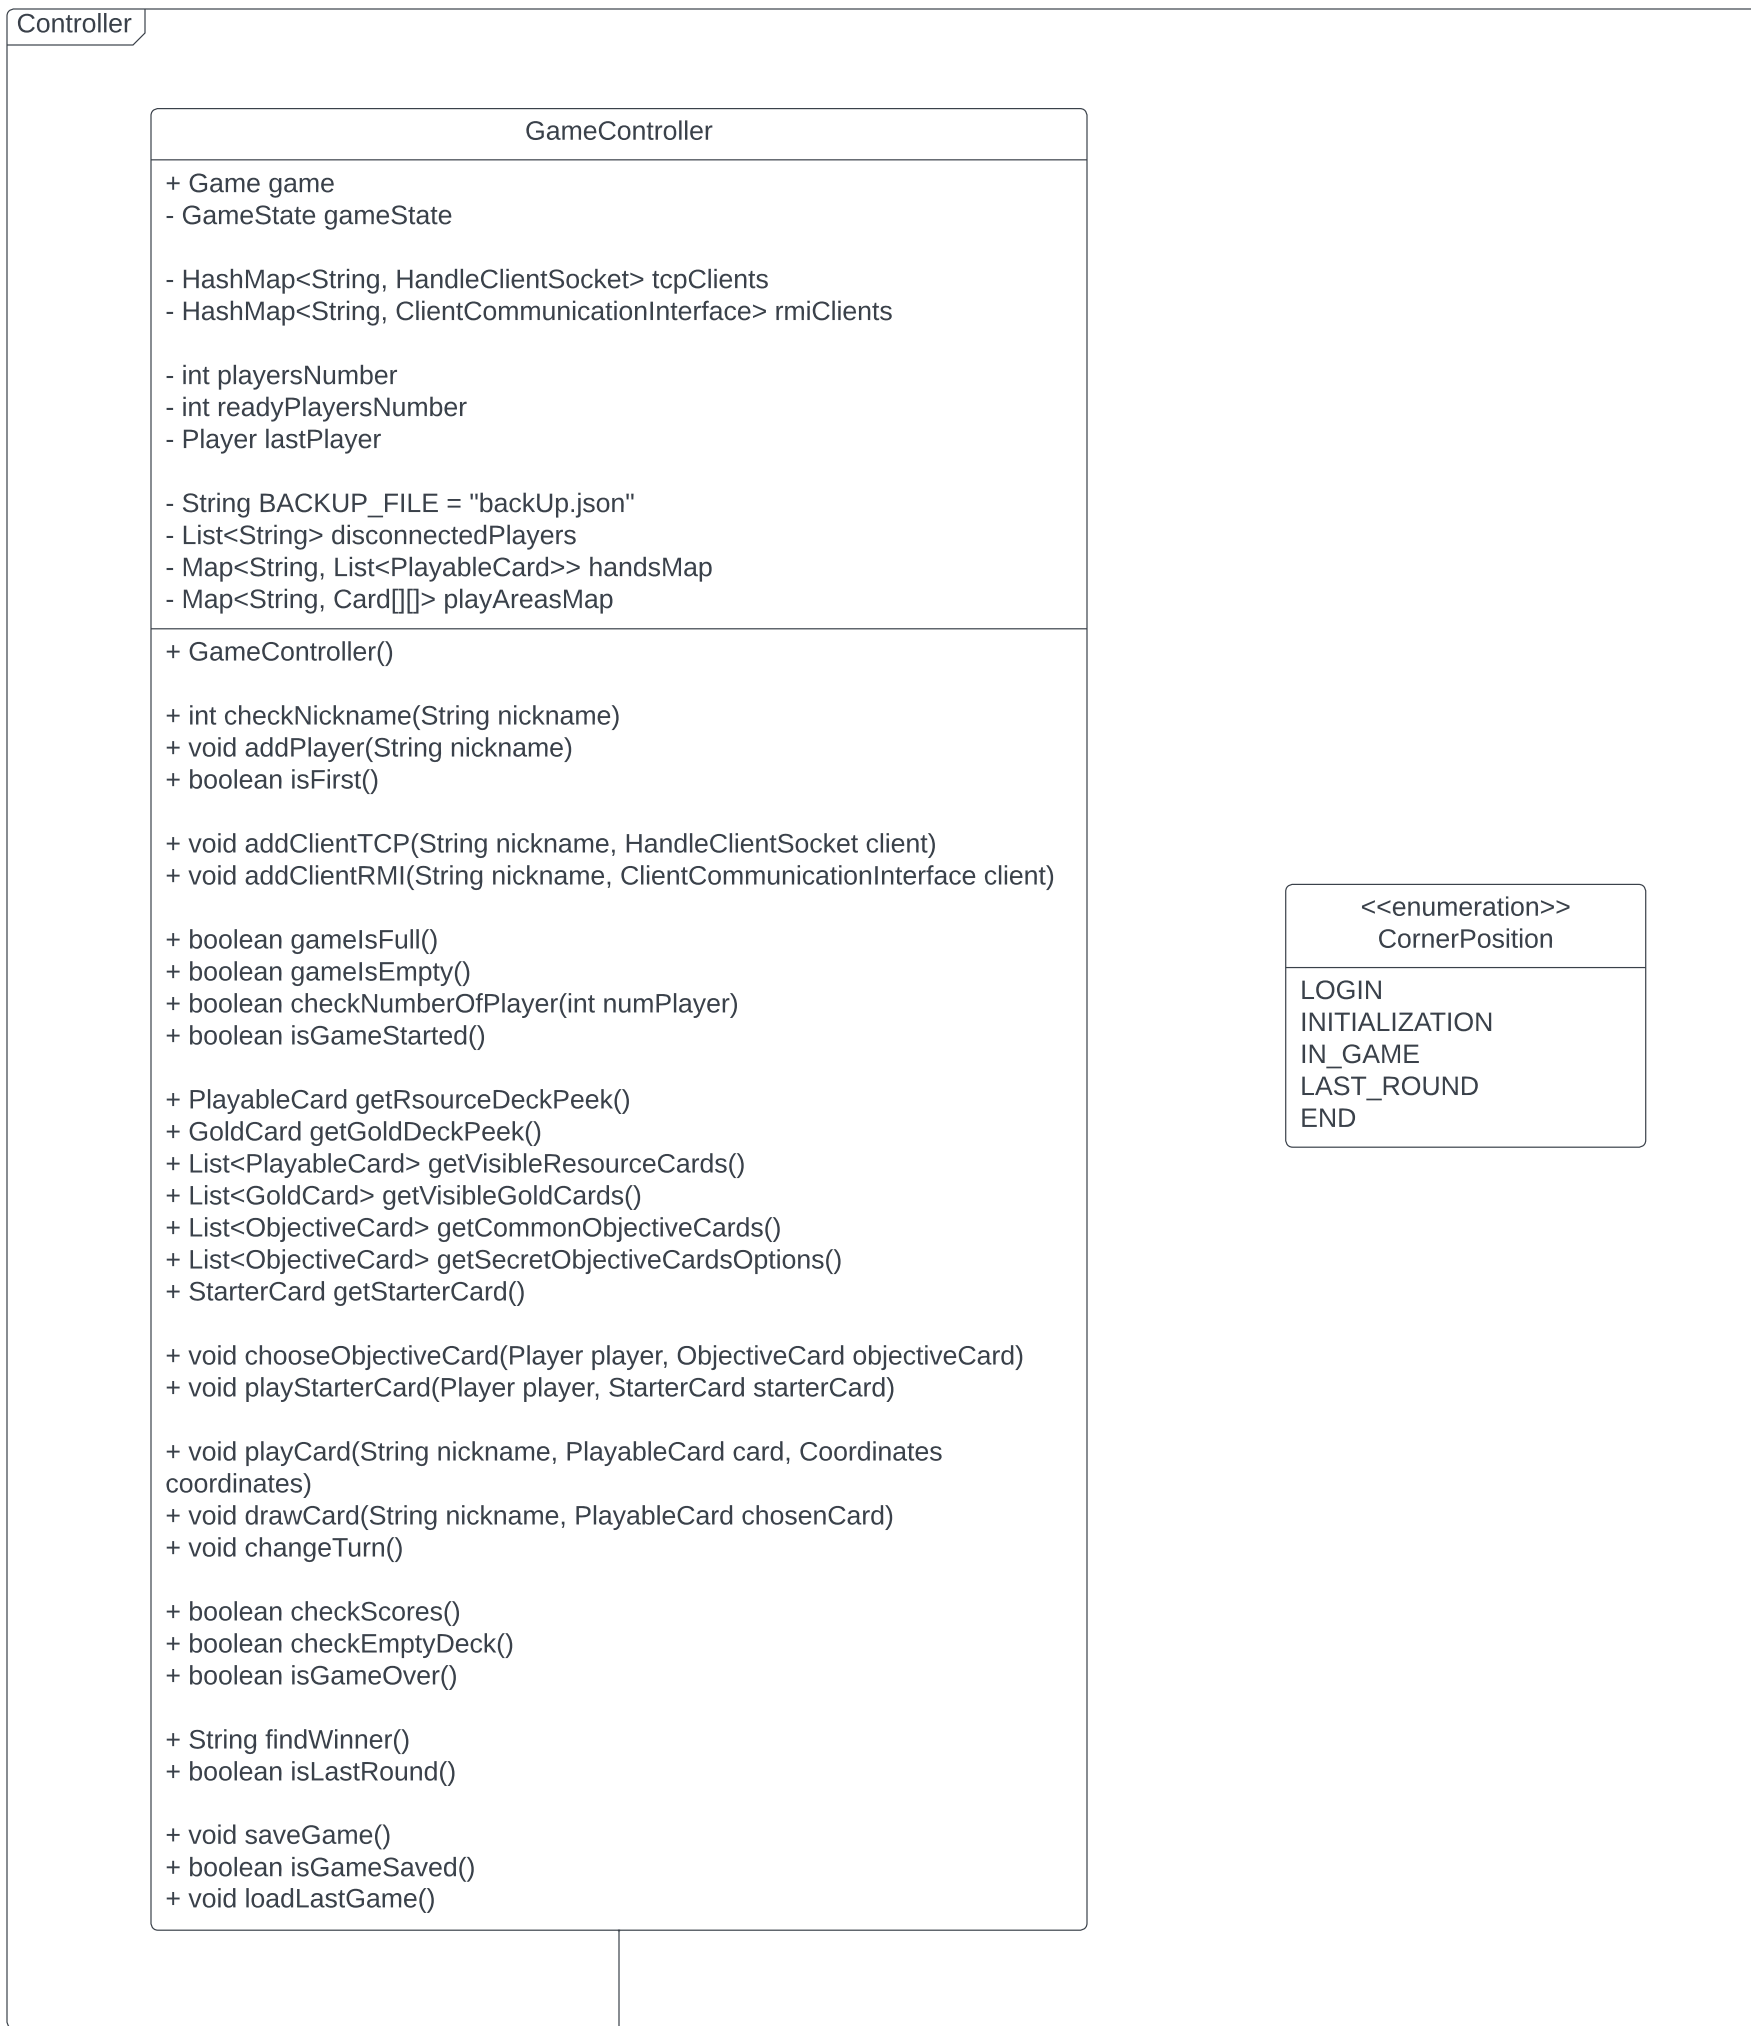 Controller
GameController
+ Game game
- GameState gameState
- HashMap<String, HandleClientSocket> tcpClients
- HashMap<String, ClientCommunicationInterface> rmiClients
- int playersNumber
- int readyPlayersNumber
- Player lastPlayer
- String BACKUP_FILE = "backUp.json"
- List<String> disconnectedPlayers
- Map<String, List<PlayableCard>> handsMap
- Map<String, Card[][]> playAreasMap
+ GameController()
+ int checkNickname(String nickname)
+ void addPlayer(String nickname)
+ boolean isFirst()
+ void addClientTCP(String nickname, HandleClientSocket client)
+ void addClientRMI(String nickname, ClientCommunicationInterface client)
+ boolean gameIsFull()
+ boolean gameIsEmpty()
+ boolean checkNumberOfPlayer(int numPlayer)
+ boolean isGameStarted()
+ PlayableCard getRsourceDeckPeek()
+ GoldCard getGoldDeckPeek()
+ List<PlayableCard> getVisibleResourceCards()
+ List<GoldCard> getVisibleGoldCards()
+ List<ObjectiveCard> getCommonObjectiveCards()
+ List<ObjectiveCard> getSecretObjectiveCardsOptions()
+ StarterCard getStarterCard()
+ void chooseObjectiveCard(Player player, ObjectiveCard objectiveCard)
+ void playStarterCard(Player player, StarterCard starterCard)
+ void playCard(String nickname, PlayableCard card, Coordinates
coordinates)
+ void drawCard(String nickname, PlayableCard chosenCard)
+ void changeTurn()
+ boolean checkScores()
+ boolean checkEmptyDeck()
+ boolean isGameOver()
+ String findWinner()
+ boolean isLastRound()
+ void saveGame()
+ boolean isGameSaved()
+ void loadLastGame()
<<enumeration>>
CornerPosition
LOGIN
INITIALIZATION
IN_GAME
LAST_ROUND
END